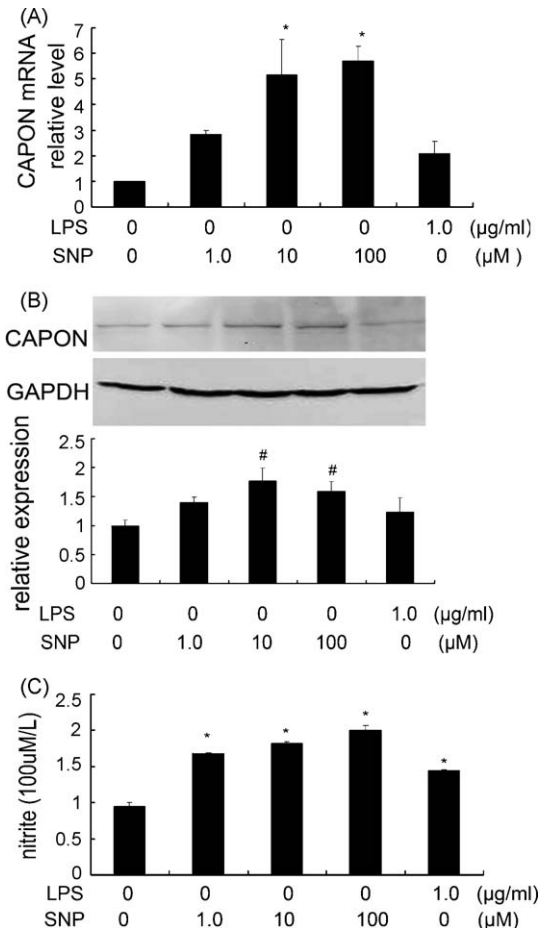 (A)
CAPON mRNA
relative level
7
6
5
4
3
2
1
0
* *
LPS 0 0 0 0 1.0 (µg/ml)
SNP 0 1.0 10 100 0 (µM )
(B)
CAPON
GAPDH
relative expression
2.5
2
1.5
1
0.5
0
# #
LPS 0 0 0 0 1.0 (µg/ml)
SNP 0 1.0 10 100 0 (µM)
(C)
nitrite (100uM/L)
2.5
2
1.5
1
0.5
0
* * * *
LPS 0 0 0 0 1.0 (µg/ml)
SNP 0 1.0 10 100 0 (µM)